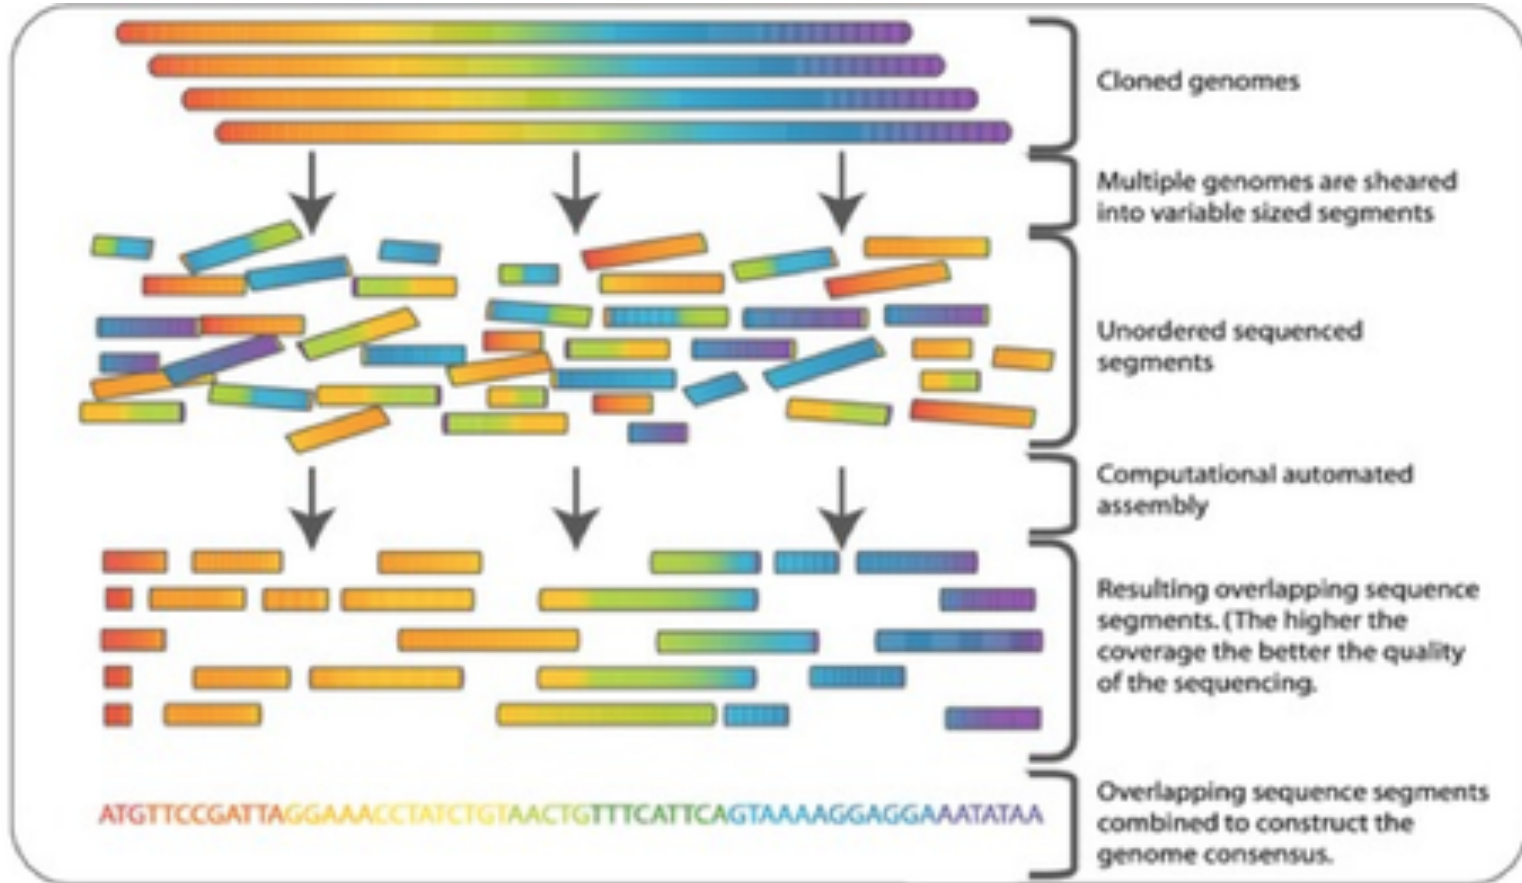 Cloned genomes
Multiple genomes are sheared
into variable sized segments
Unordered sequenced
segments
Computational automated
assembly
Resulting overlapping sequence
segments. (The higher the
coverage the better the quality
of the sequencing.
ATGTTCCGATTAGGAAACCTATCTGTAACTGTTTCATTCAGTAAAAGGAGGAAATATAA
Overlapping sequence segments
combined to construct the
genome consensus.